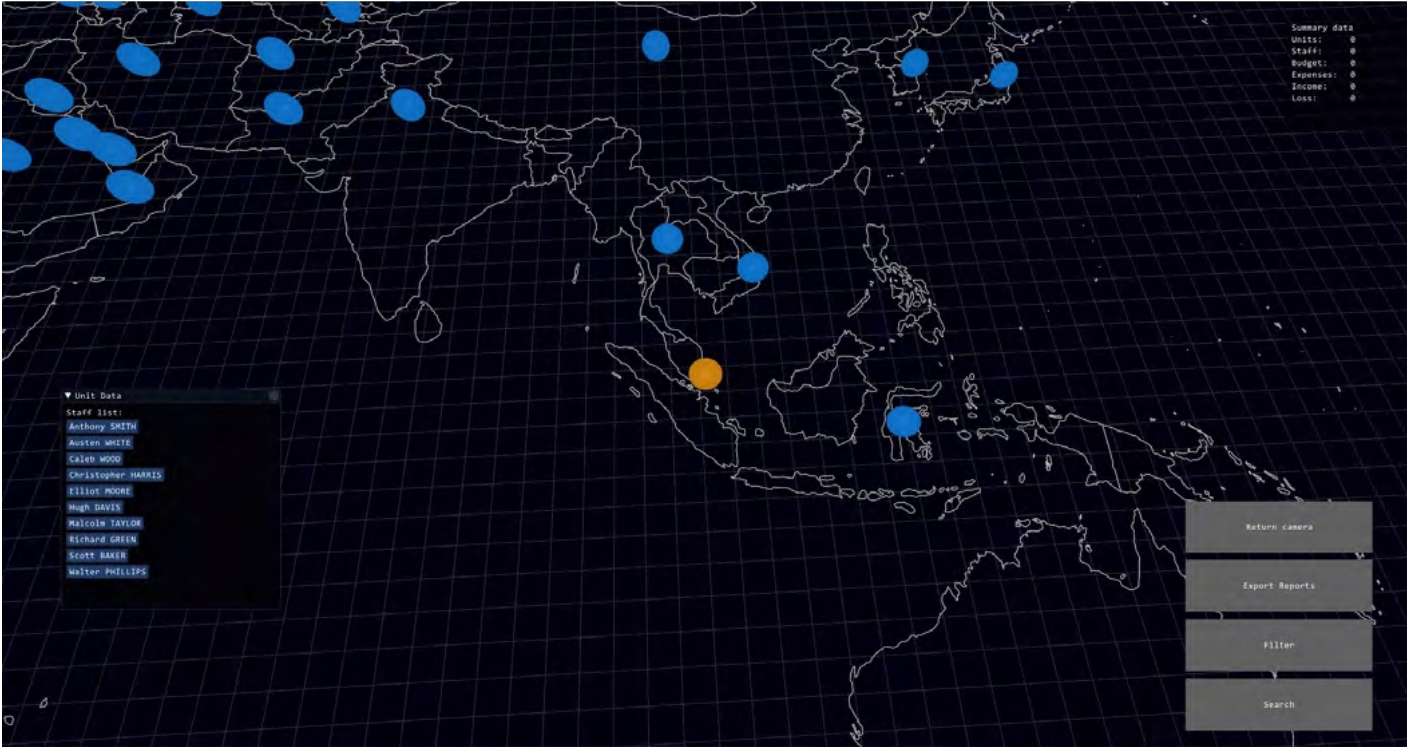 Summary data
Units: 0
Staff: 0
Budget: 0
Expenses: 0
Income: 0
Loss: 0
▼ Unit Data
Staff list:
Anthony SMITH
Austen WHITE
Caleb WOOD
Christopher HARRIS
Elliot MOORE
Hugh DAVIS
Malcolm TAYLOR
Richard GREEN
Scott BAKER
Walter PHILLIPS
Return camera
Export Reports
Filter
Search